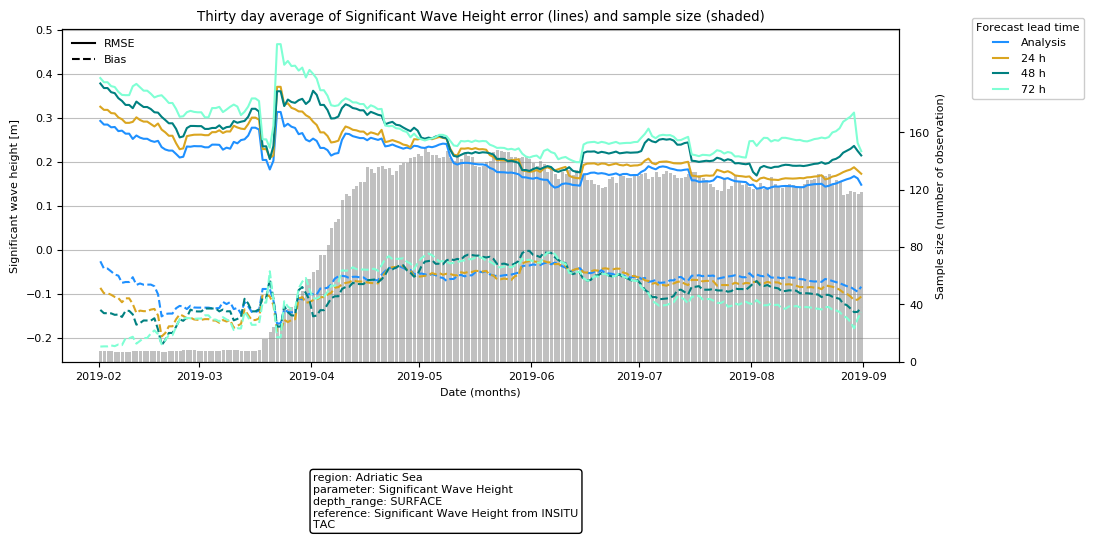 Thirty day average of Significant Wave Height error (lines) and sample size (shaded)
RMSE
Bias
Forecast lead time
Analysis
24 h
48 h
72 h
Significant wave height [m]
0.5
0.4
0.3
0.2
0.1
0.0
−0.1
−0.2
Sample size (number of observation)
160
120
80
40
0
2019-02 2019-03 2019-04 2019-05 2019-06 2019-07 2019-08 2019-09
Date (months)
region: Adriatic Sea
parameter: Significant Wave Height
depth_range: SURFACE
reference: Significant Wave Height from INSITU
TAC